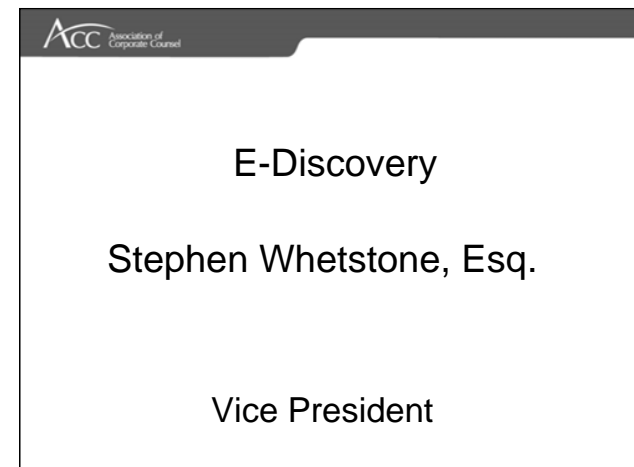 ACC Association of
Corporate Counsel
E-Discovery
Stephen Whetstone, Esq.
Vice President